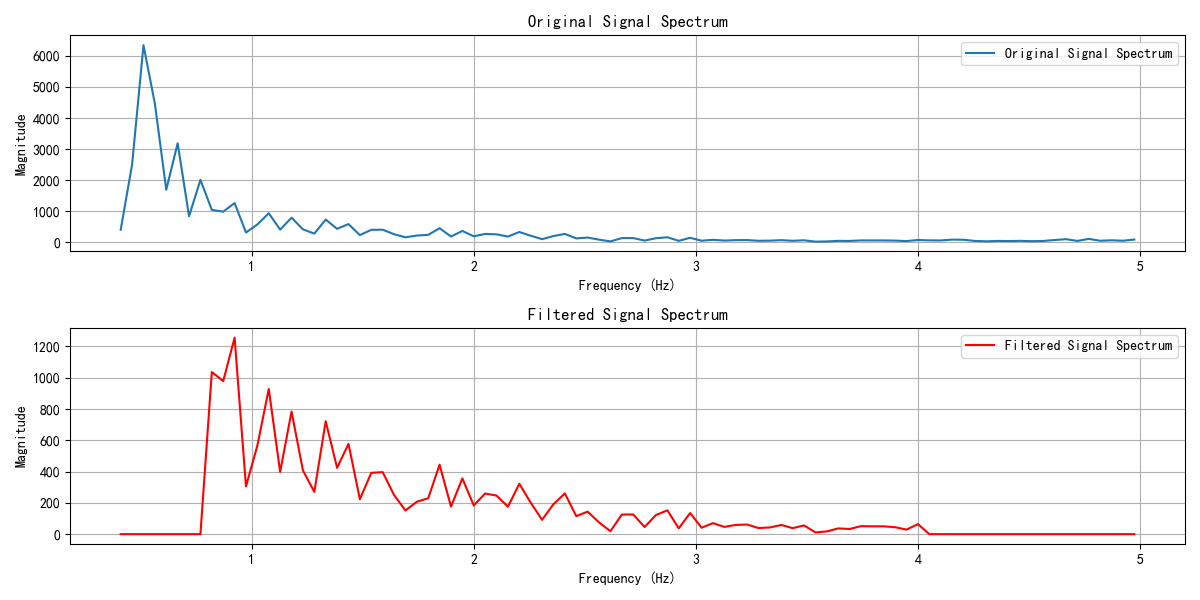 Original Signal Spectrum
Original Signal Spectrum
Magnitude
6000
5000
4000
3000
2000
1000
0
1 2 3 4 5
Frequency (Hz)
Filtered Signal Spectrum
Filtered Signal Spectrum
Magnitude
1200
1000
800
600
400
200
0
1 2 3 4 5
Frequency (Hz)